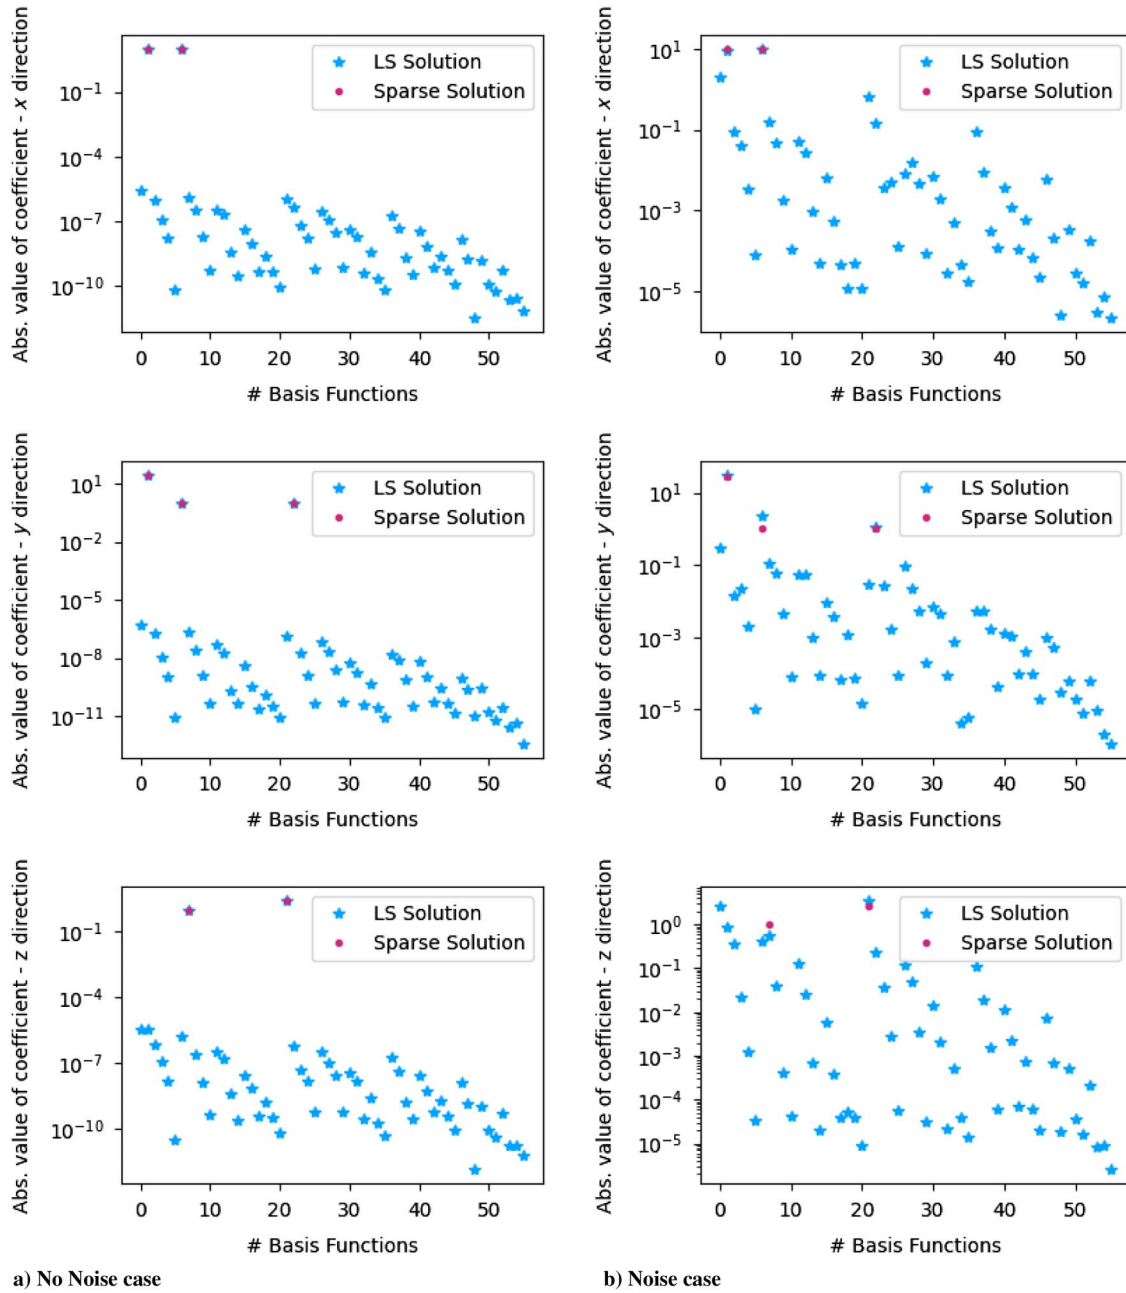 Abs. value of coefficient - x direction
10⁻¹
10⁻⁴
10⁻⁷
10⁻¹⁰
LS Solution
Sparse Solution
0 10 20 30 40 50
# Basis Functions
Abs. value of coefficient - x direction
10¹
10⁻¹
10⁻³
10⁻⁵
LS Solution
Sparse Solution
0 10 20 30 40 50
# Basis Functions
Abs. value of coefficient - y direction
10¹
10⁻²
10⁻⁵
10⁻⁸
10⁻¹¹
LS Solution
Sparse Solution
0 10 20 30 40 50
# Basis Functions
Abs. value of coefficient - y direction
10¹
10⁻¹
10⁻³
10⁻⁵
LS Solution
Sparse Solution
0 10 20 30 40 50
# Basis Functions
Abs. value of coefficient - z direction
10⁻¹
10⁻⁴
10⁻⁷
10⁻¹⁰
LS Solution
Sparse Solution
0 10 20 30 40 50
# Basis Functions
Abs. value of coefficient - z direction
10⁰
10⁻¹
10⁻²
10⁻³
10⁻⁴
10⁻⁵
LS Solution
Sparse Solution
0 10 20 30 40 50
# Basis Functions
a) No Noise case
b) Noise case